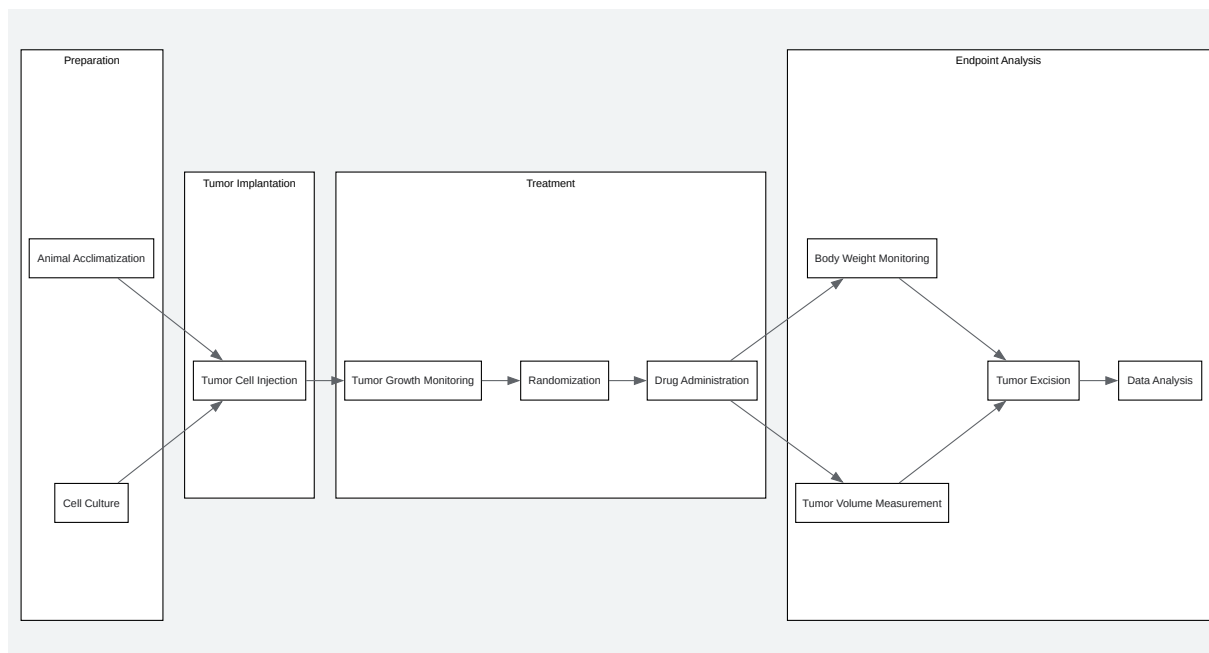 Preparation
Animal Acclimatization
Cell Culture
Tumor Implantation
Tumor Cell Injection
Treatment
Tumor Growth Monitoring
Randomization
Drug Administration
Endpoint Analysis
Body Weight Monitoring
Tumor Volume Measurement
Tumor Excision
Data Analysis